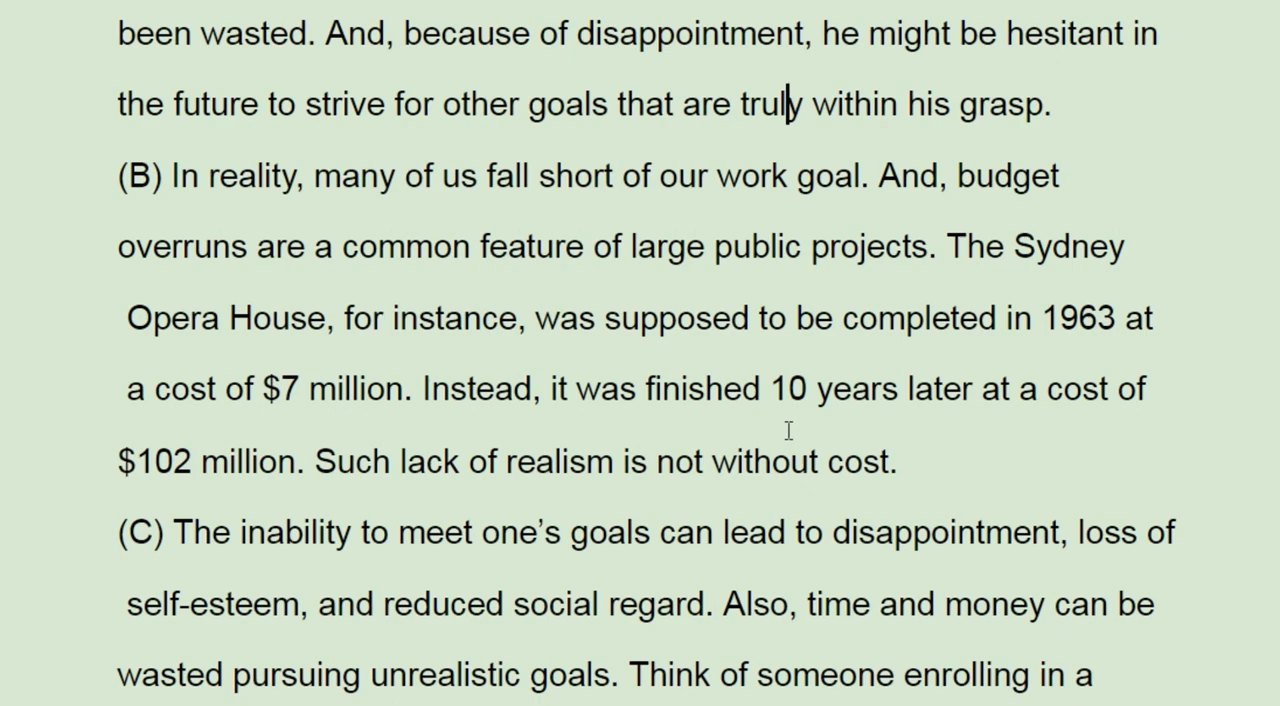 been wasted. And, because of disappointment, he might be hesitant in
the future to strive for other goals that are truly within his grasp.
(B) In reality, many of us fall short of our work goal. And, budget
overruns are a common feature of large public projects. The Sydney
Opera House, for instance, was supposed to be completed in 1963 at
a cost of $7 million. Instead, it was finished 10 years later at a cost of
$102 million. Such lack of realism is not without cost.
(C) The inability to meet one’s goals can lead to disappointment, loss of
self-esteem, and reduced social regard. Also, time and money can be
wasted pursuing unrealistic goals. Think of someone enrolling in a